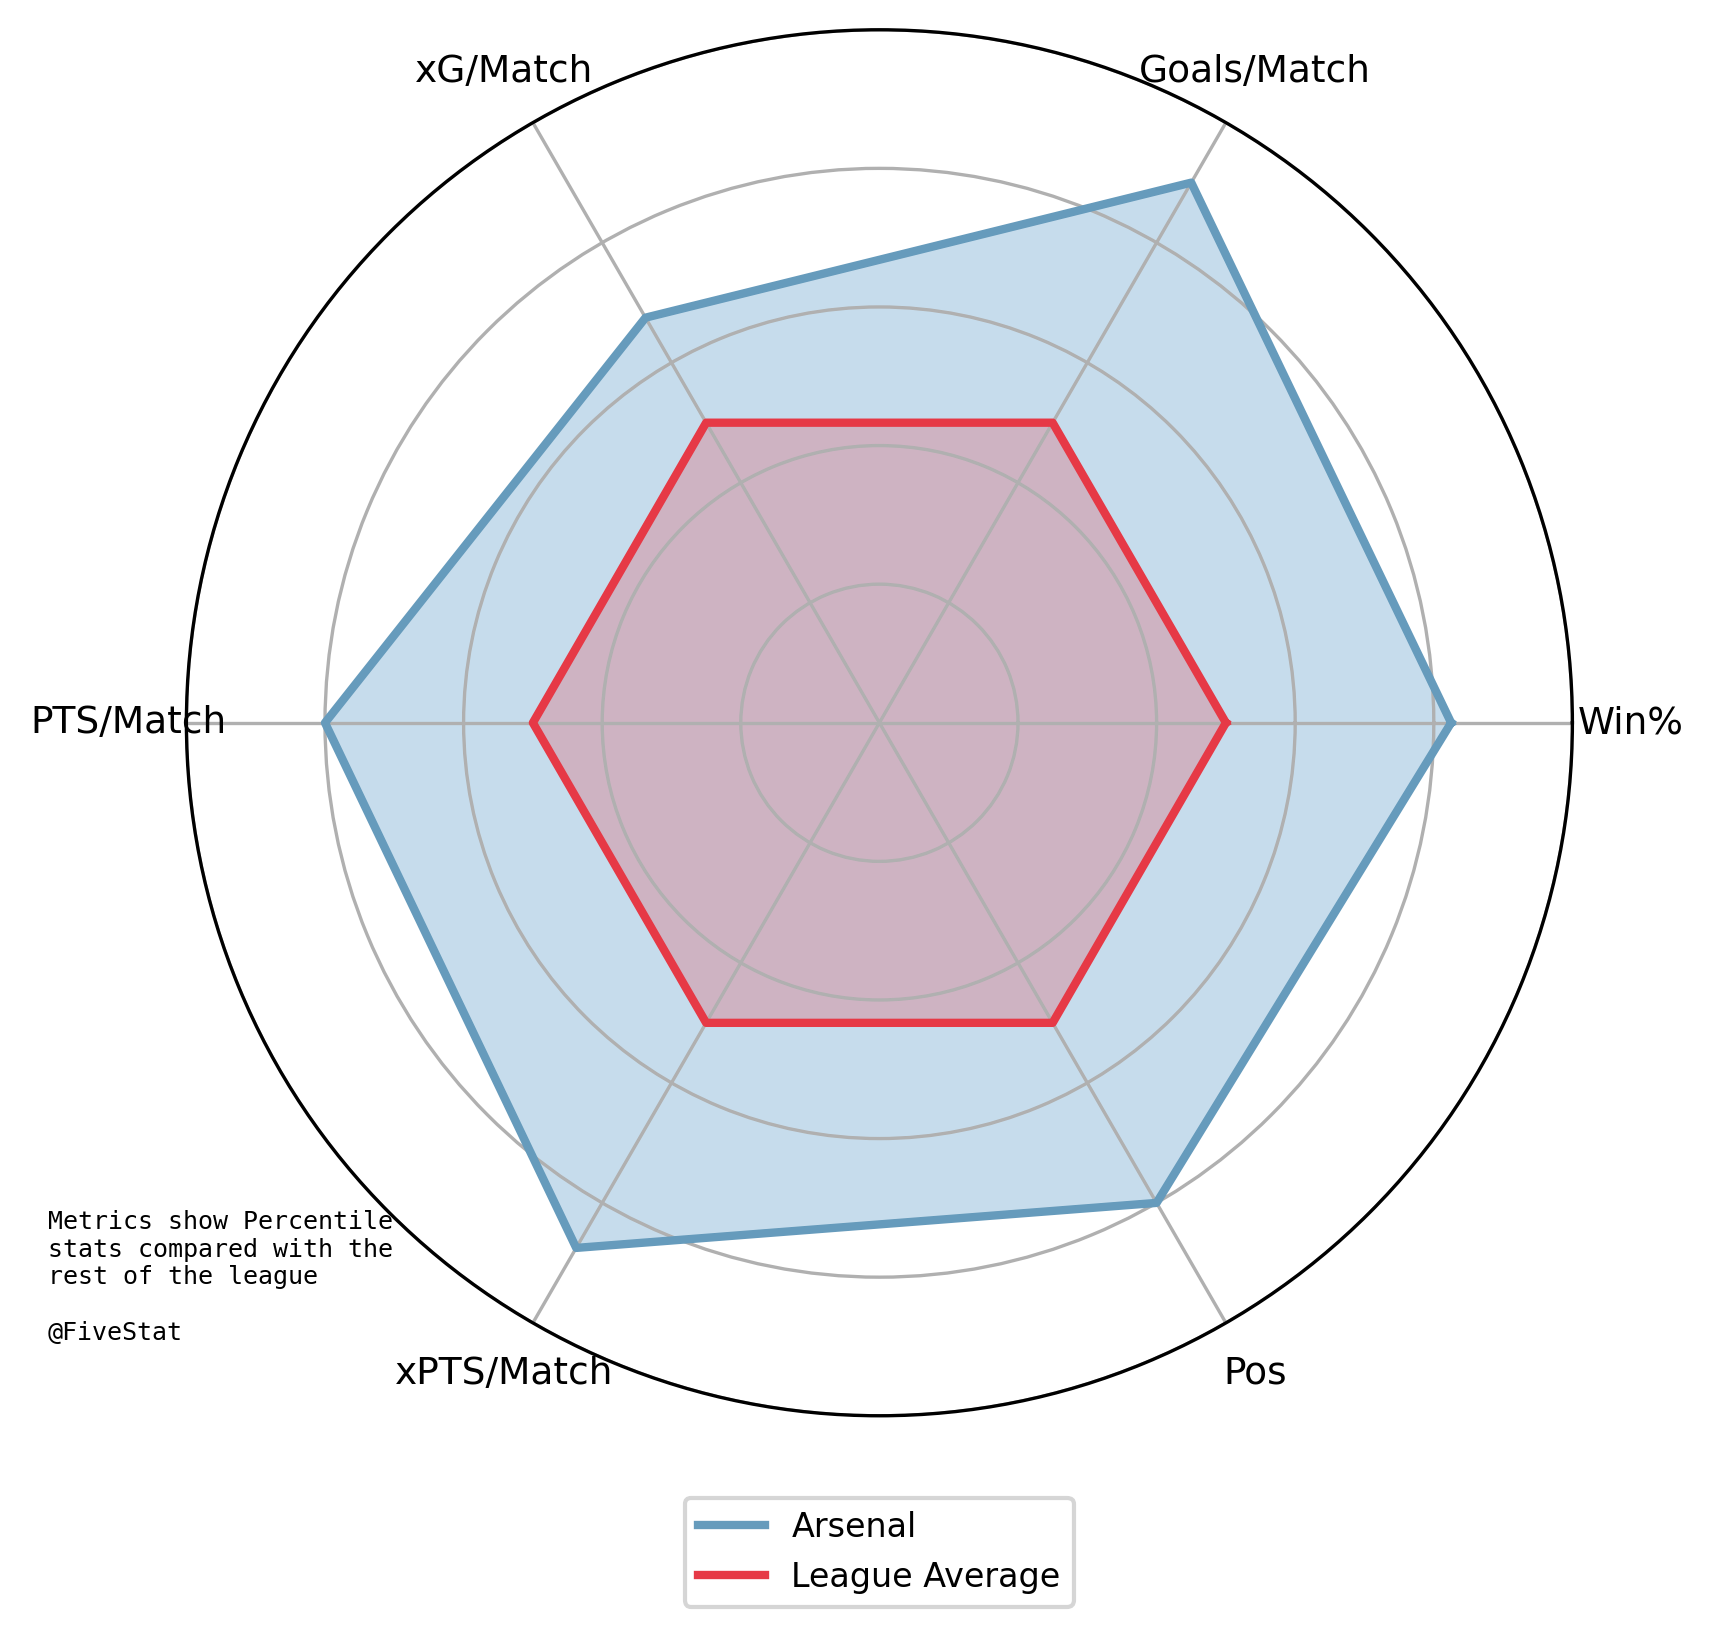 xG/Match
Goals/Match
PTS/Match
Win%
Metrics show Percentile
stats compared with the
rest of the league
@FiveStat
xPTS/Match
Pos
Arsenal
League Average